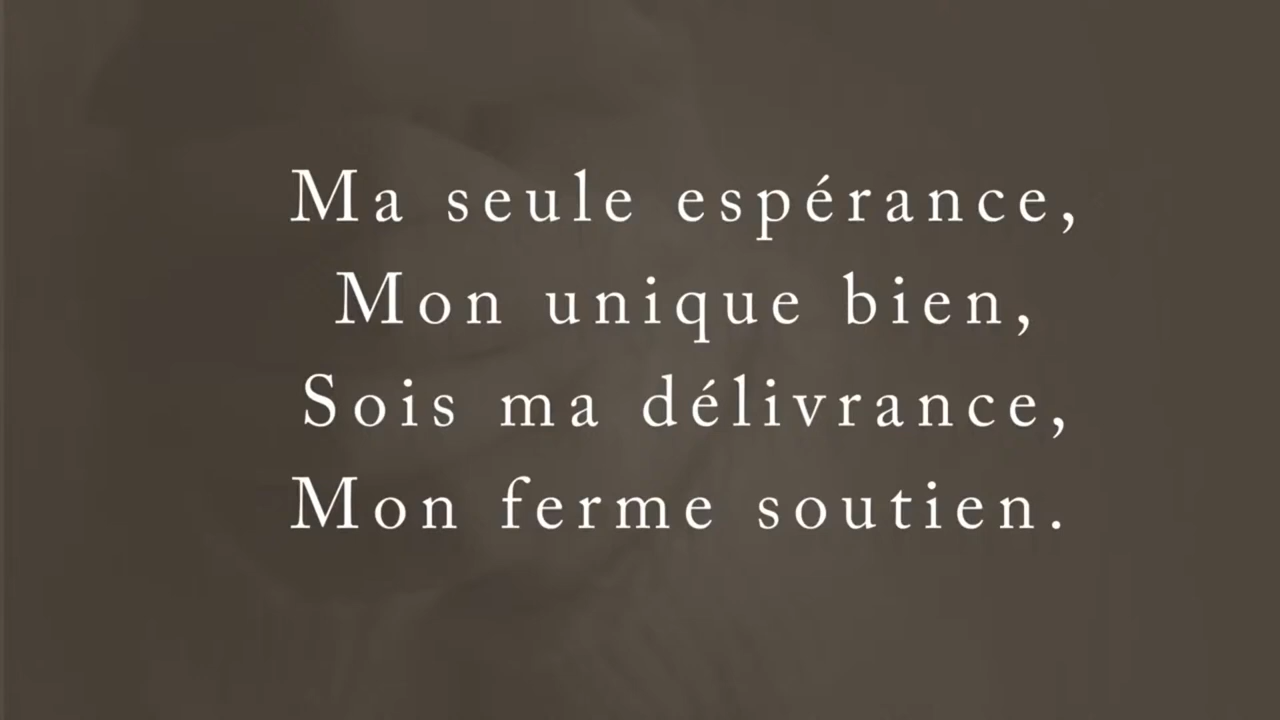 Ma seule espérance,
Mon unique bien,
Sois ma délivrance,
Mon ferme soutien.